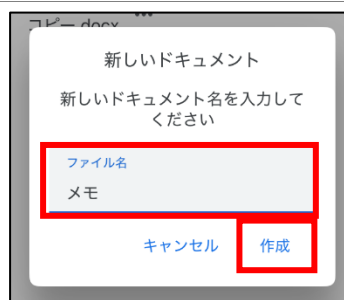 コピー.docx
新しいドキュメント
新しいドキュメント名を入力して
ください
ファイル名
メモ
キャンセル 作成